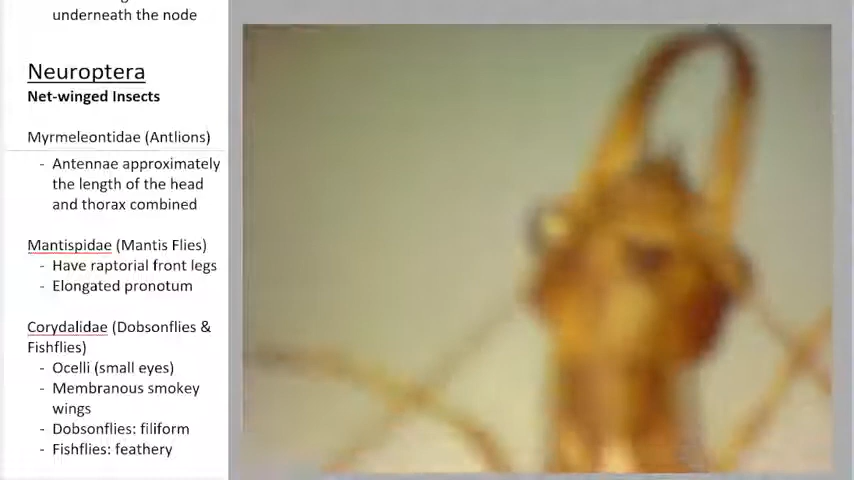 underneath the node
Neuroptera
Net-winged Insects
Myrmeleontidae (Antlions)
- Antennae approximately
the length of the head
and thorax combined
Mantispidae (Mantis Flies)
- Have raptorial front legs
- Elongated pronotum
Corydalidae (Dobsonflies &
Fishflies)
- Ocelli (small eyes)
- Membranous smokey
wings
- Dobsonflies: filiform
- Fishflies: feathery